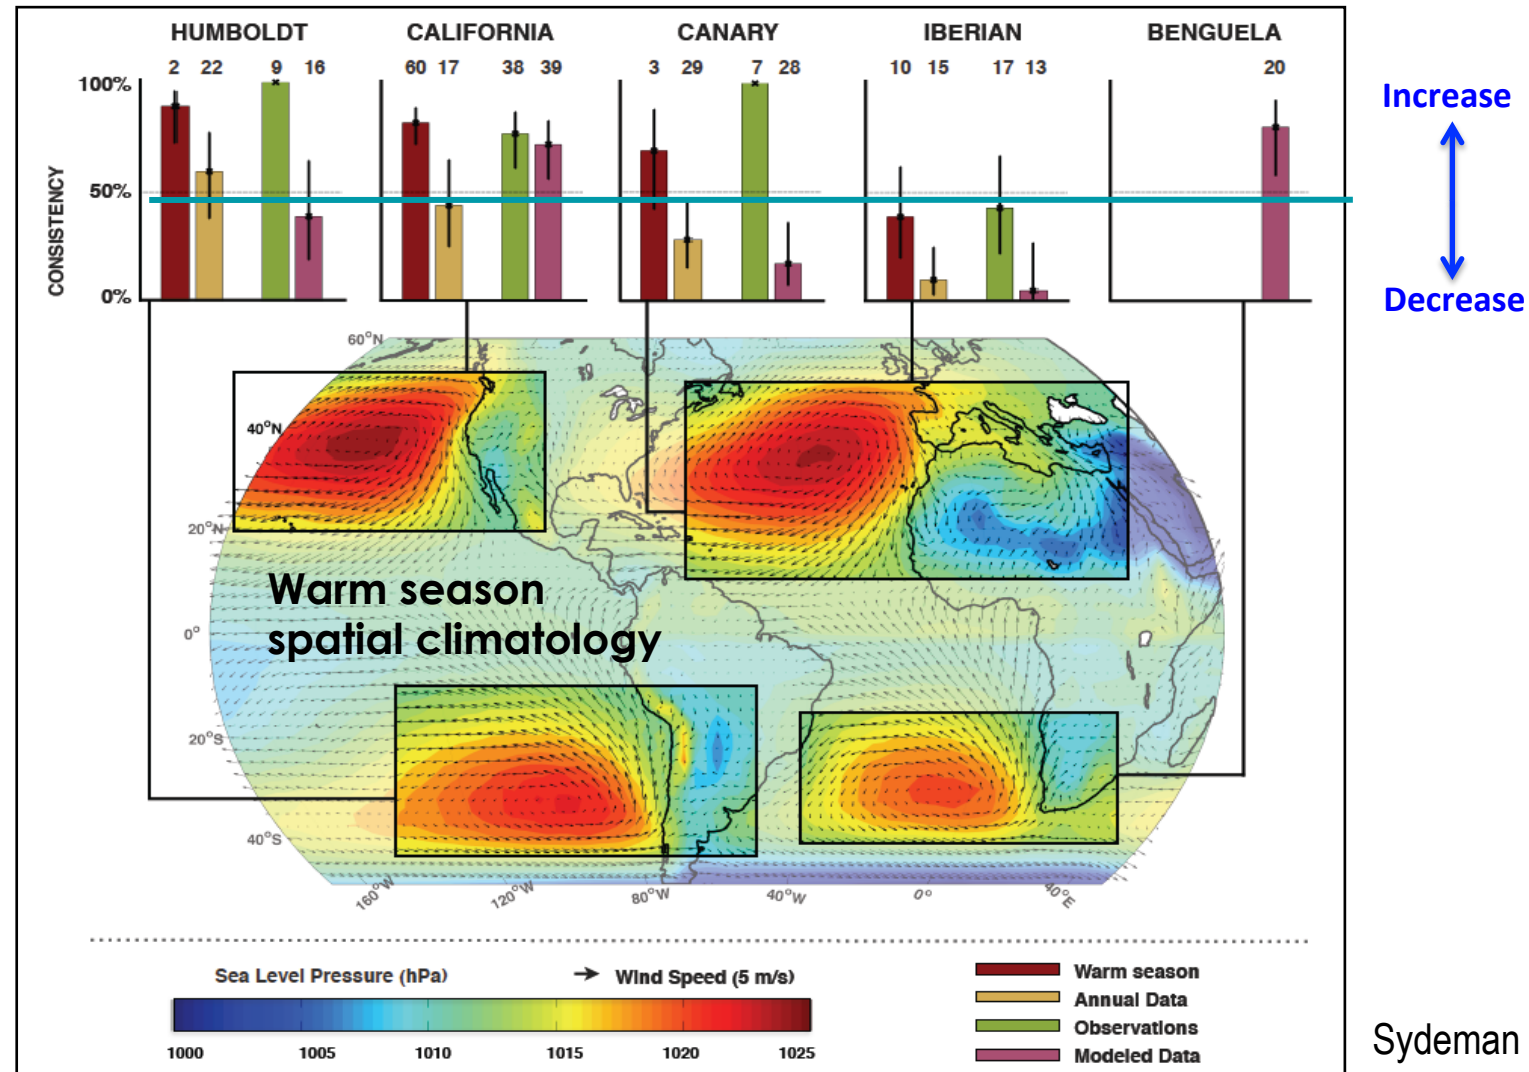 HUMBOLDT CALIFORNIA CANARY IBERIAN BENGUELA
2 22 9 16 60 17 38 39 3 29 7 28 10 15 17 13 20
100%
50%
0%
CONSISTENCY
Increase
Decrease
60°N
40°N
20°N
0°
20°S
40°S
Warm season
spatial climatology
160°W 120°W 80°W 40°W 0° 40°E
Sea Level Pressure (hPa)
Wind Speed (5 m/s)
1000 1005 1010 1015 1020 1025
Warm season
Annual Data
Observations
Modeled Data
Sydeman